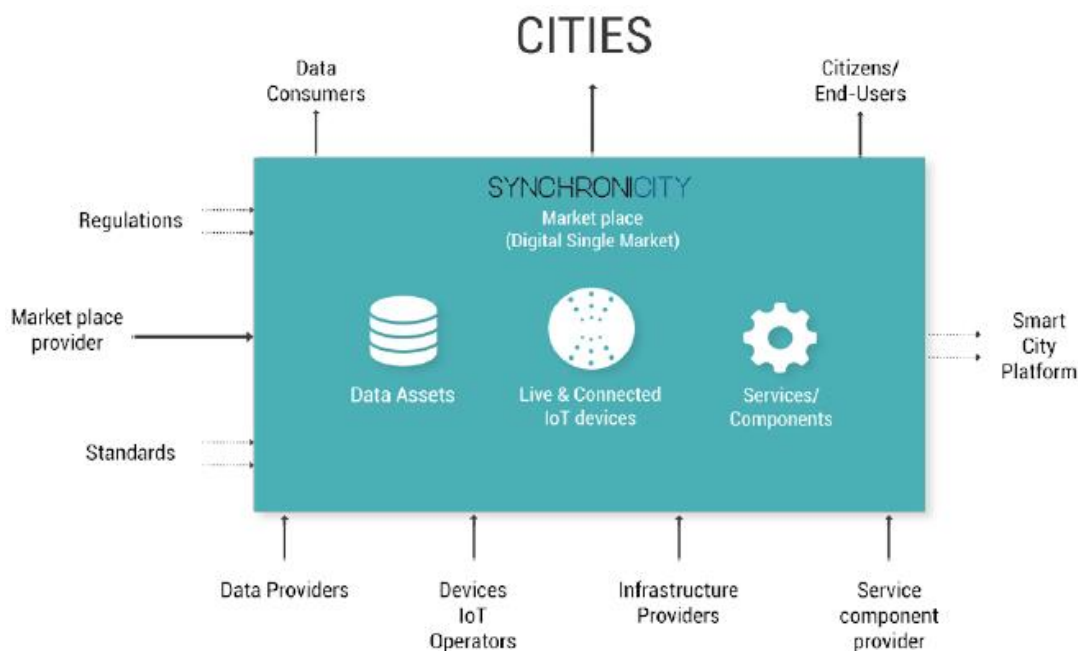 CITIES
Data
Consumers
Citizens/
End-Users
SYNCHRONICITY
Market place
(Digital Single Market)
Regulations
Market place
provider
Standards
Data Assets
Live & Connected
IoT devices
Services/
Components
Smart
City
Platform
Data Providers
Devices
IoT
Operators
Infrastructure
Providers
Service
component
provider